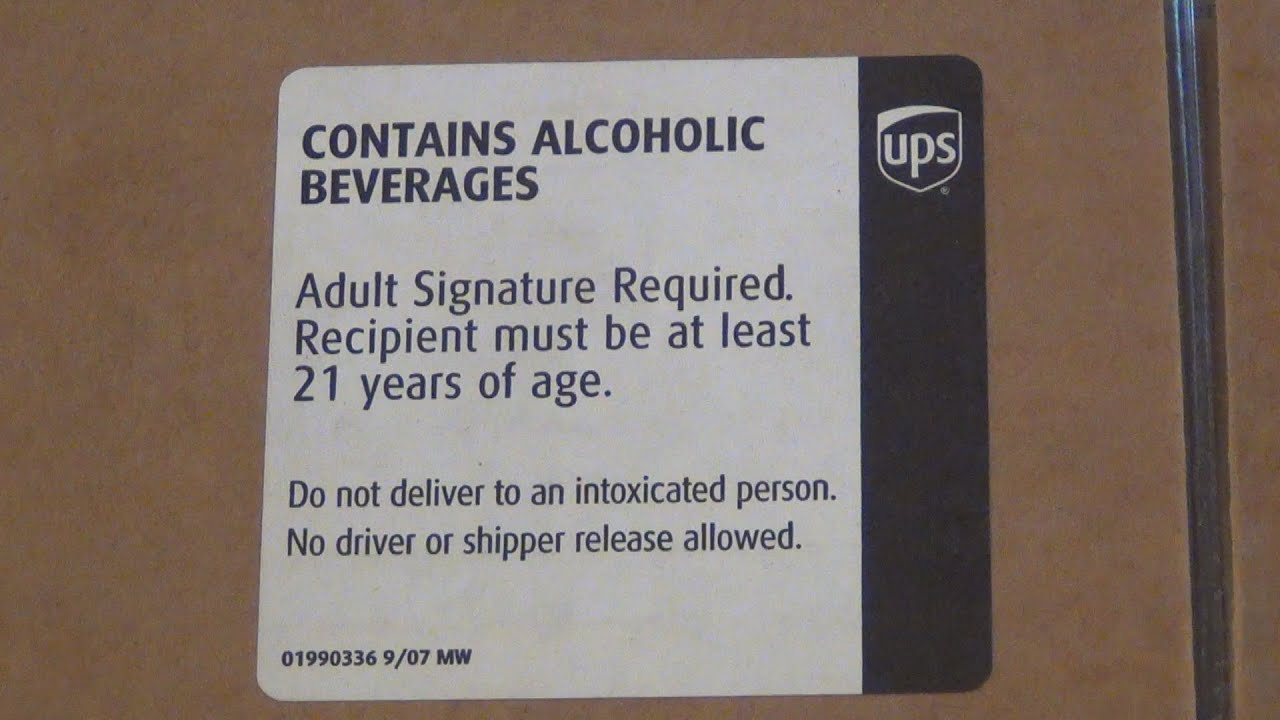 CONTAINS ALCOHOLIC
BEVERAGES
ups
®
Adult Signature Required.
Recipient must be at least
21 years of age.
Do not deliver to an intoxicated person.
No driver or shipper release allowed.
01990336 9/07 MW